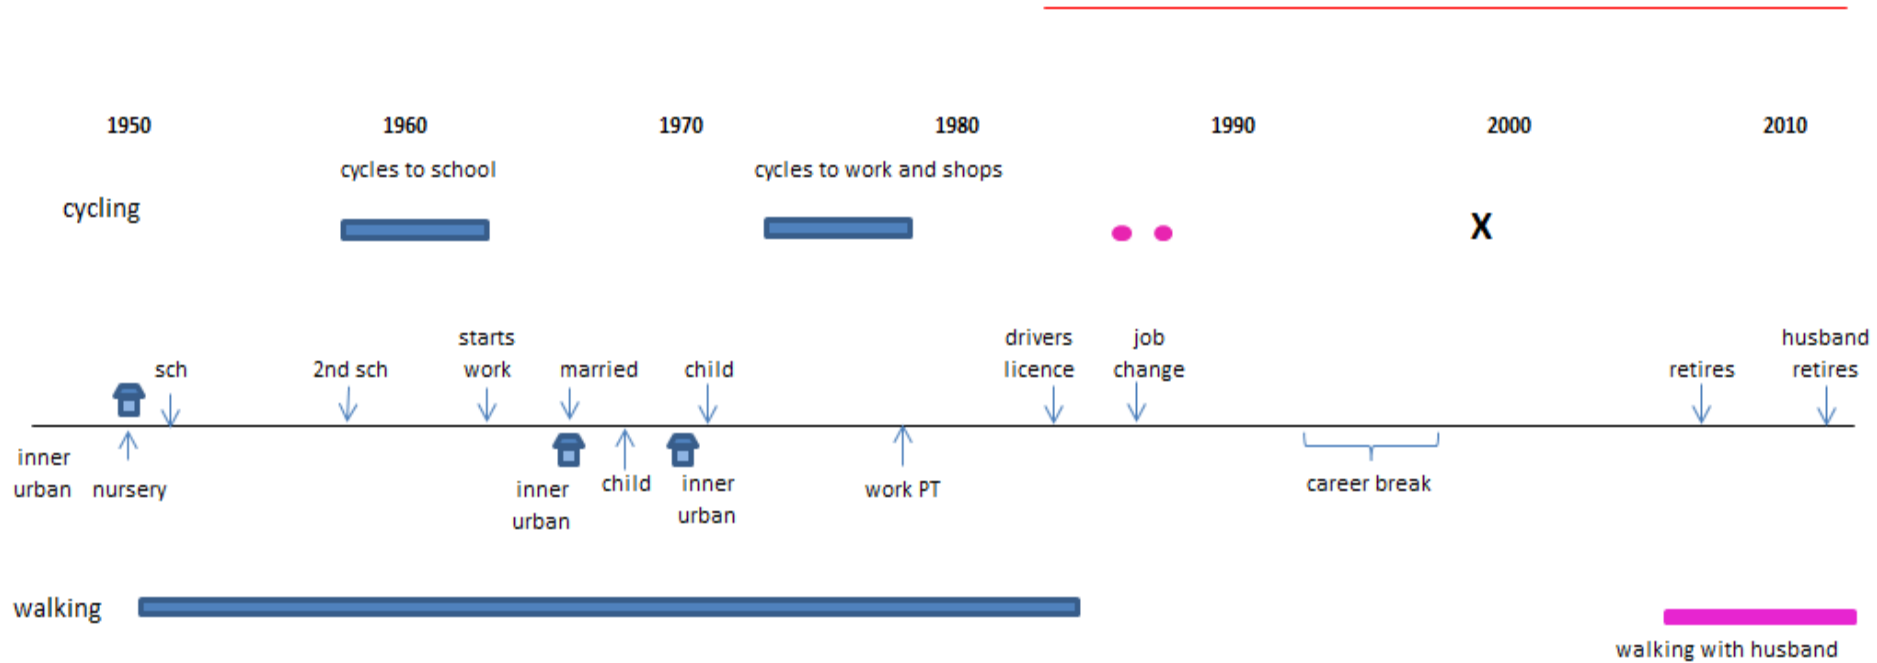 1950 1960 1970 1980 1990 2000 2010
cycles to school cycles to work and shops
cycling
X
starts drivers job husband
sch 2nd sch work married child licence change retires retires
inner
urban nursery
inner
urban
child
inner
urban
work PT
career break
walking
walking with husband